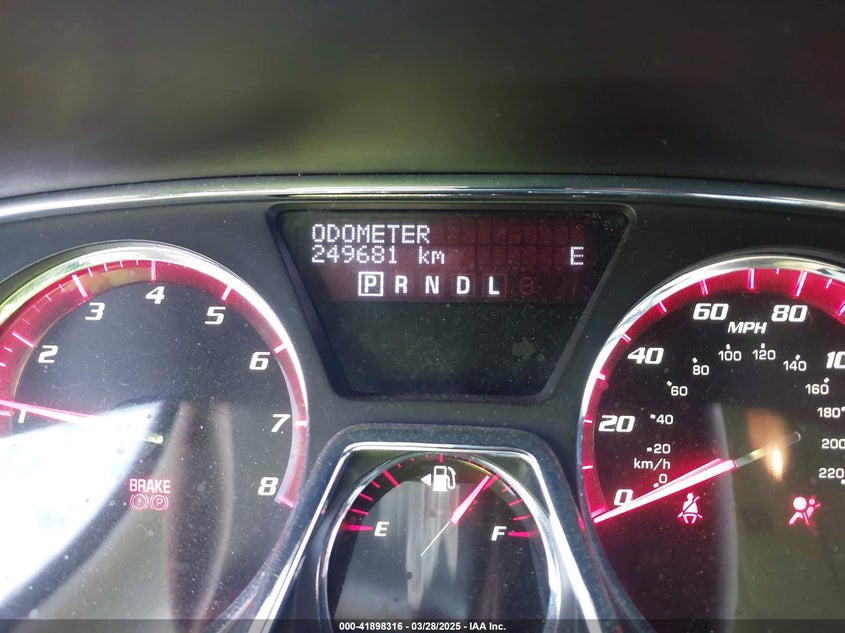 ODOMETER
249681 km E
P R N D L
1 2 3 4 5 6 7 8
BRAKE
P
E F
0 20 40 60 80
MPH
0 20 40 60 80 100 120 140 160 180 200 220
km/h
000-41898316 - 03/28/2025 - IAA Inc.